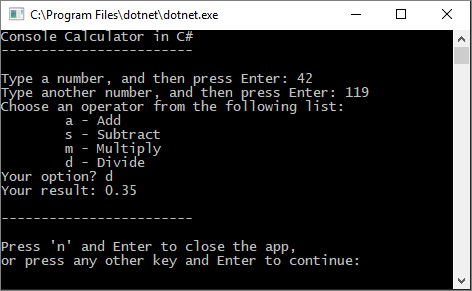 C:\Program Files\dotnet\dotnet.exe
Console Calculator in C#
------------------------
Type a number, and then press Enter: 42
Type another number, and then press Enter: 119
Choose an operator from the following list:
a - Add
s - Subtract
m - Multiply
d - Divide
Your option? d
Your result: 0.35
------------------------
Press 'n' and Enter to close the app,
or press any other key and Enter to continue: